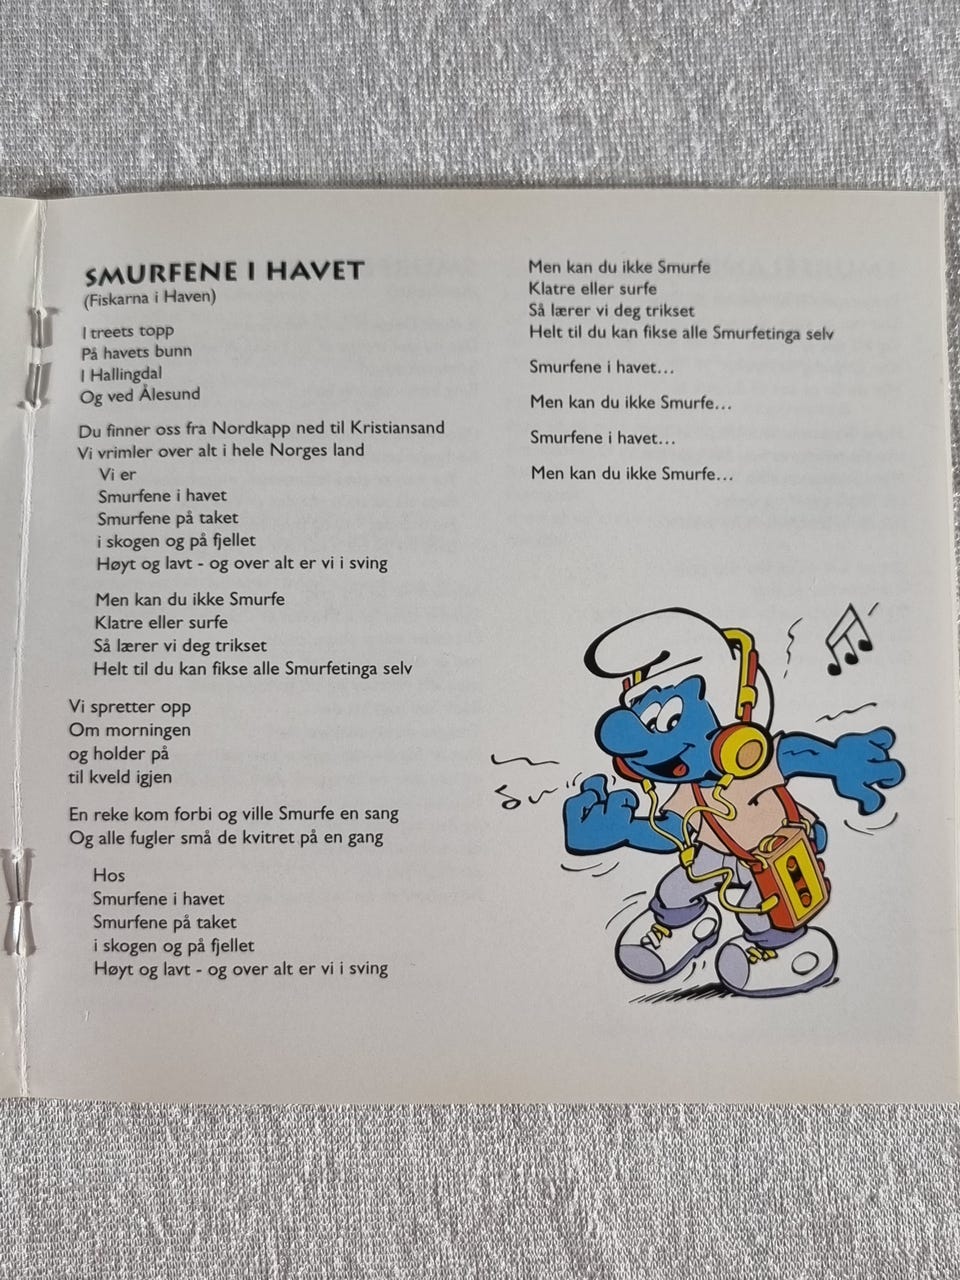 SMURFENE I HAVET
(Fiskarna i Haven)
I treets topp
På havets bunn
I Hallingdal
Og ved Ålesund
Du finner oss fra Nordkapp ned til Kristiansand
Vi vrimler over alt i hele Norges land
Vi er
Smurfene i havet
Smurfene på taket
i skogen og på fjellet
Høyt og lavt - og over alt er vi i sving
Men kan du ikke Smurfe
Klatre eller surfe
Så lærer vi deg trikset
Helt til du kan fikse alle Smurfetinga selv
Vi spretter opp
Om morningen
og holder på
til kveld igjen
En reke kom forbi og ville Smurfe en sang
Og alle fugler små de kvitret på en gang
Hos
Smurfene i havet
Smurfene på taket
i skogen og på fjellet
Høyt og lavt - og over alt er vi i sving
Men kan du ikke Smurfe
Klatre eller surfe
Så lærer vi deg trikset
Helt til du kan fikse alle Smurfetinga selv
Smurfene i havet...
Men kan du ikke Smurfe...
Smurfene i havet...
Men kan du ikke Smurfe...